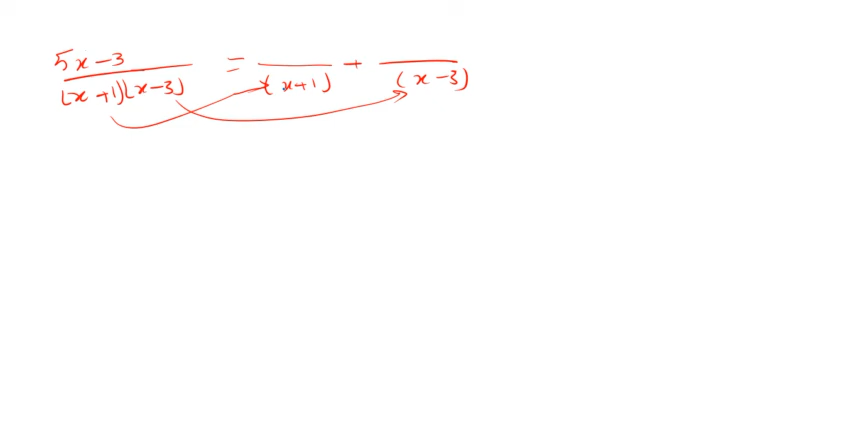 5x-3 = +
(x+1)(x-3) (x+1) (x-3)